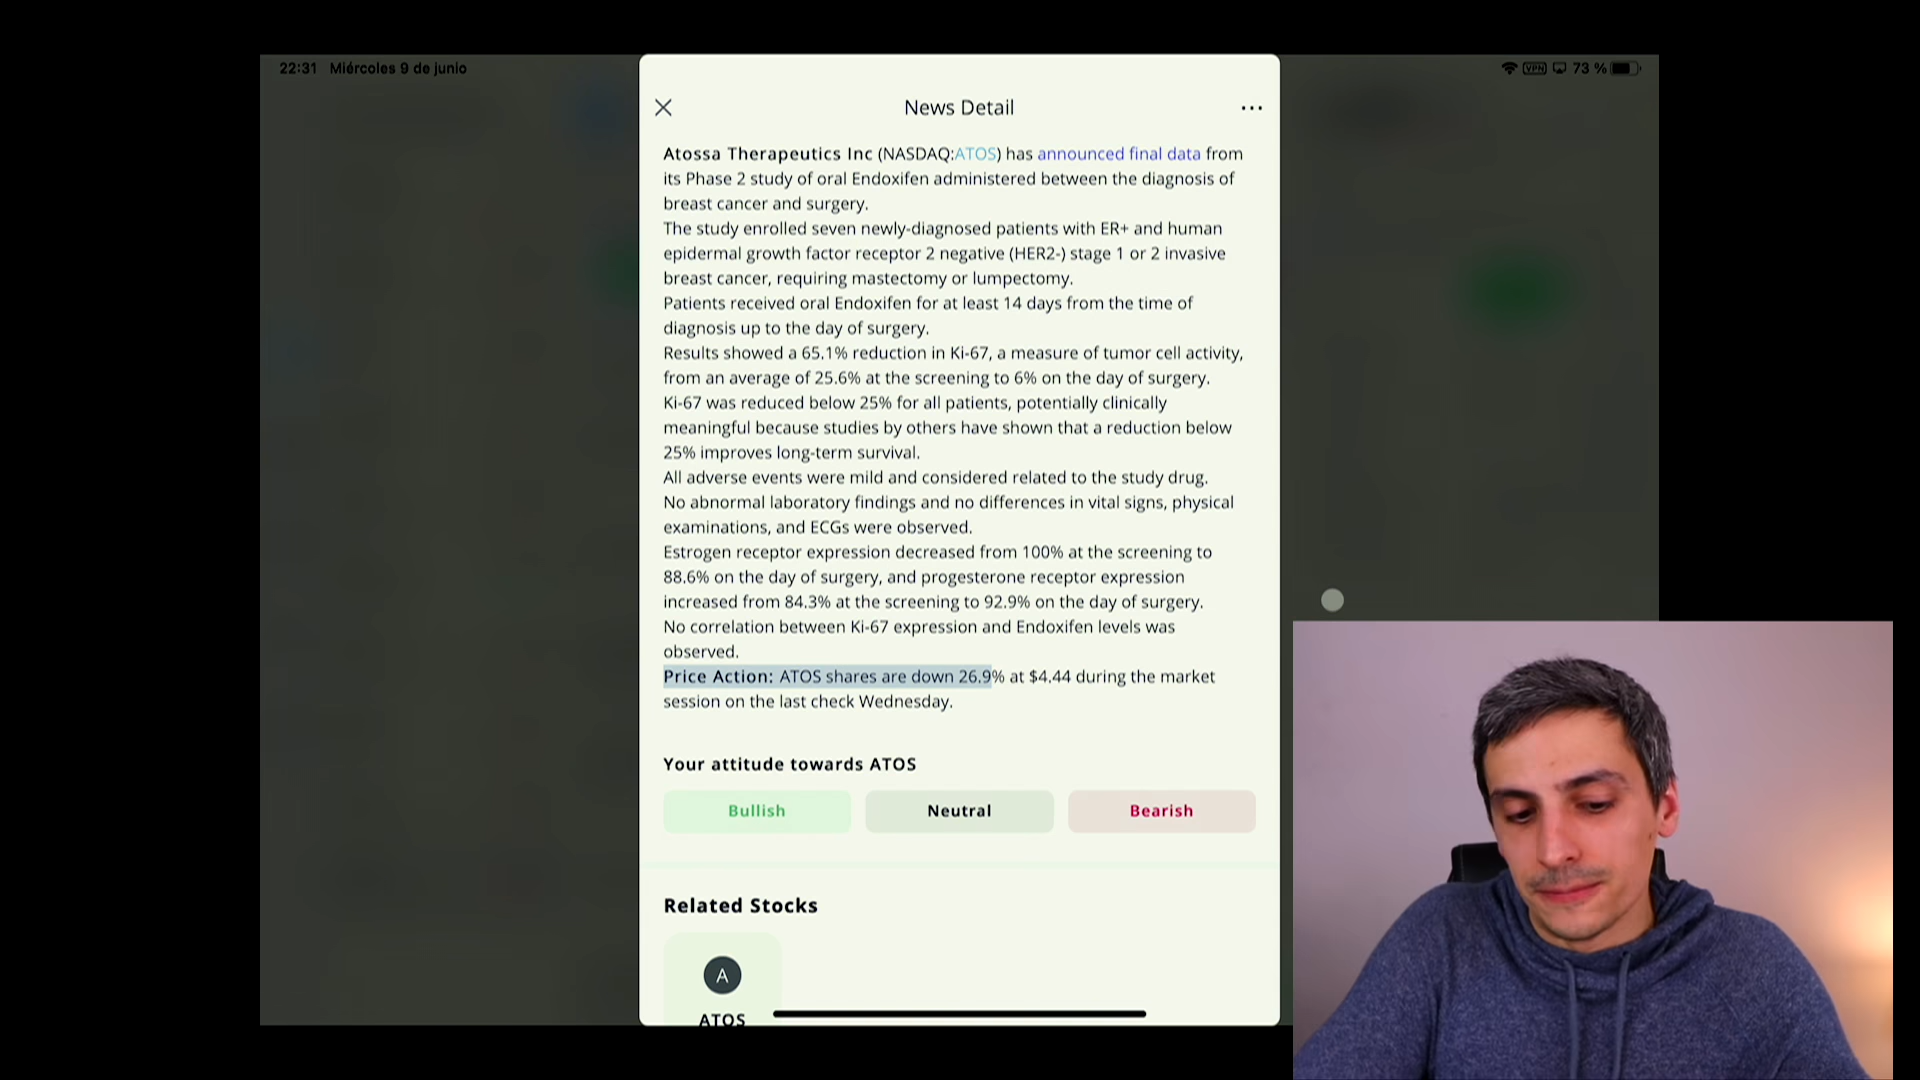 22:31 Miércoles 9 de junio
VPN 73 %
News Detail
Atossa Therapeutics Inc (NASDAQ:ATOS) has announced final data from
its Phase 2 study of oral Endoxifen administered between the diagnosis of
breast cancer and surgery.
The study enrolled seven newly-diagnosed patients with ER+ and human
epidermal growth factor receptor 2 negative (HER2-) stage 1 or 2 invasive
breast cancer, requiring mastectomy or lumpectomy.
Patients received oral Endoxifen for at least 14 days from the time of
diagnosis up to the day of surgery.
Results showed a 65.1% reduction in Ki-67, a measure of tumor cell activity,
from an average of 25.6% at the screening to 6% on the day of surgery.
Ki-67 was reduced below 25% for all patients, potentially clinically
meaningful because studies by others have shown that a reduction below
25% improves long-term survival.
All adverse events were mild and considered related to the study drug.
No abnormal laboratory findings and no differences in vital signs, physical
examinations, and ECGs were observed.
Estrogen receptor expression decreased from 100% at the screening to
88.6% on the day of surgery, and progesterone receptor expression
increased from 84.3% at the screening to 92.9% on the day of surgery.
No correlation between Ki-67 expression and Endoxifen levels was
observed.
Price Action: ATOS shares are down 26.9% at $4.44 during the market
session on the last check Wednesday.
Your attitude towards ATOS
Bullish Neutral Bearish
Related Stocks
A
ATOS